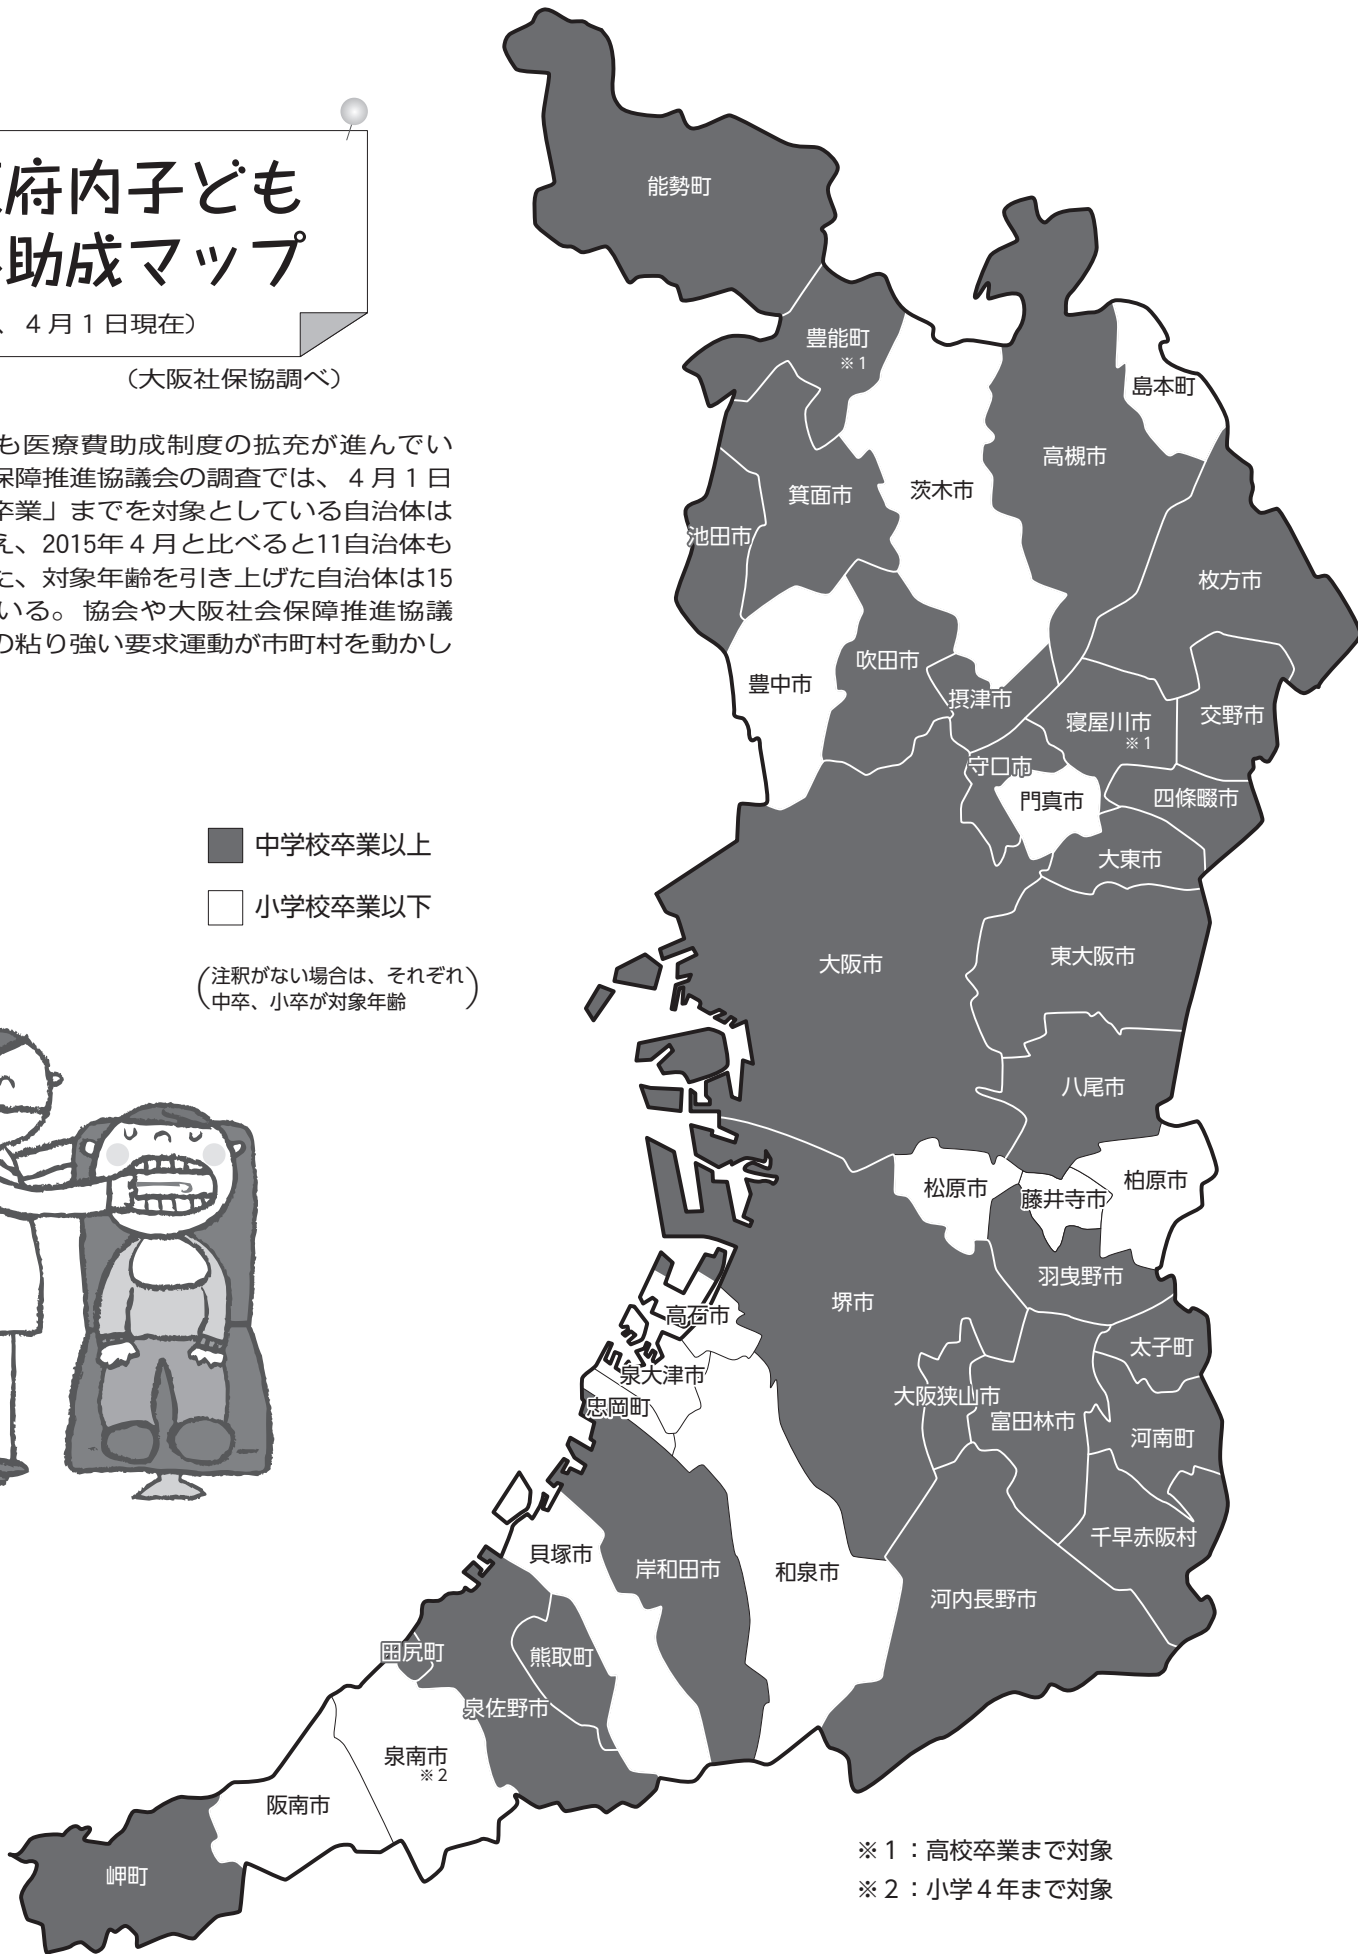 府内子ども
助成マップ
、４月１日現在）
（大阪社保協調べ）
も医療費助成制度の拡充が進んでい
保障推進協議会の調査では、４月１日
卒業」までを対象としている自治体は
え、2015年４月と比べると11自治体も
た、対象年齢を引き上げた自治体は15
いる。協会や大阪社会保障推進協議
の粘り強い要求運動が市町村を動かし
中学校卒業以上
小学校卒業以下
（注釈がない場合は、それぞれ
中卒、小卒が対象年齢）
能勢町
豊能町
※1
島本町
高槻市
茨木市
箕面市
池田市
枚方市
吹田市
豊中市
摂津市
寝屋川市
※1
交野市
守口市
門真市
四條畷市
大東市
大阪市
東大阪市
八尾市
松原市
藤井寺市
柏原市
羽曳野市
堺市
高石市
太子町
泉大津市
忠岡町
大阪狭山市
富田林市
河南町
千早赤阪村
貝塚市
岸和田市
和泉市
河内長野市
田尻町
熊取町
泉佐野市
泉南市
※2
阪南市
岬町
※１：高校卒業まで対象
※２：小学４年まで対象